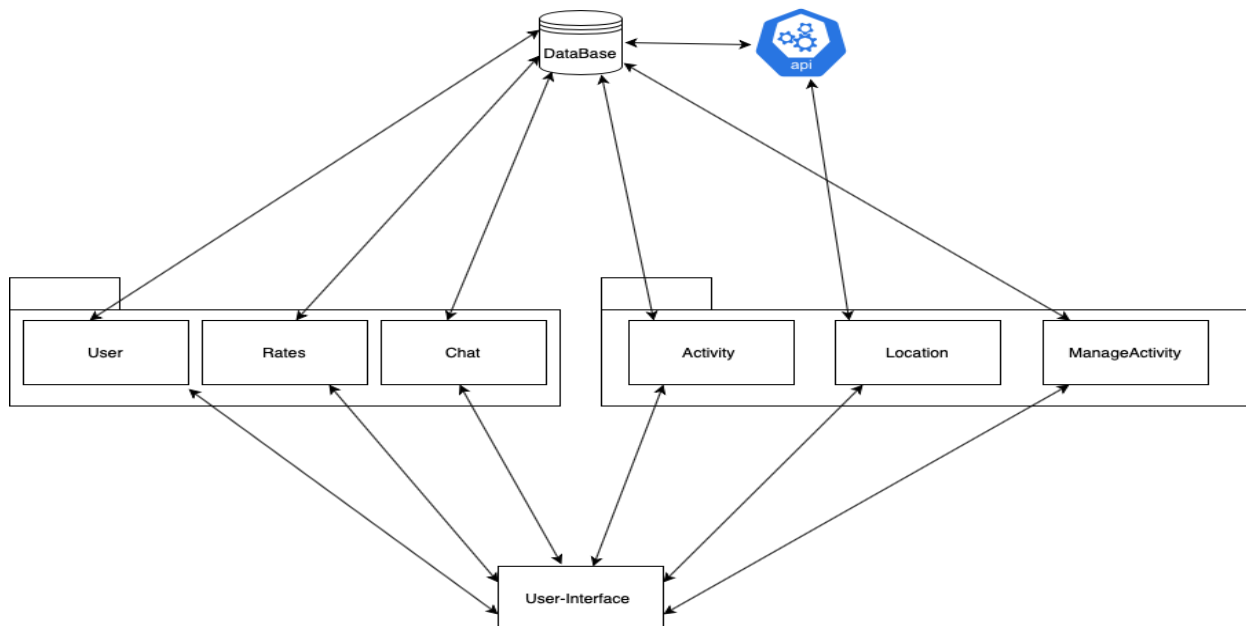 DataBase
api
User
Rates
Chat
Activity
Location
ManageActivity
User-Interface